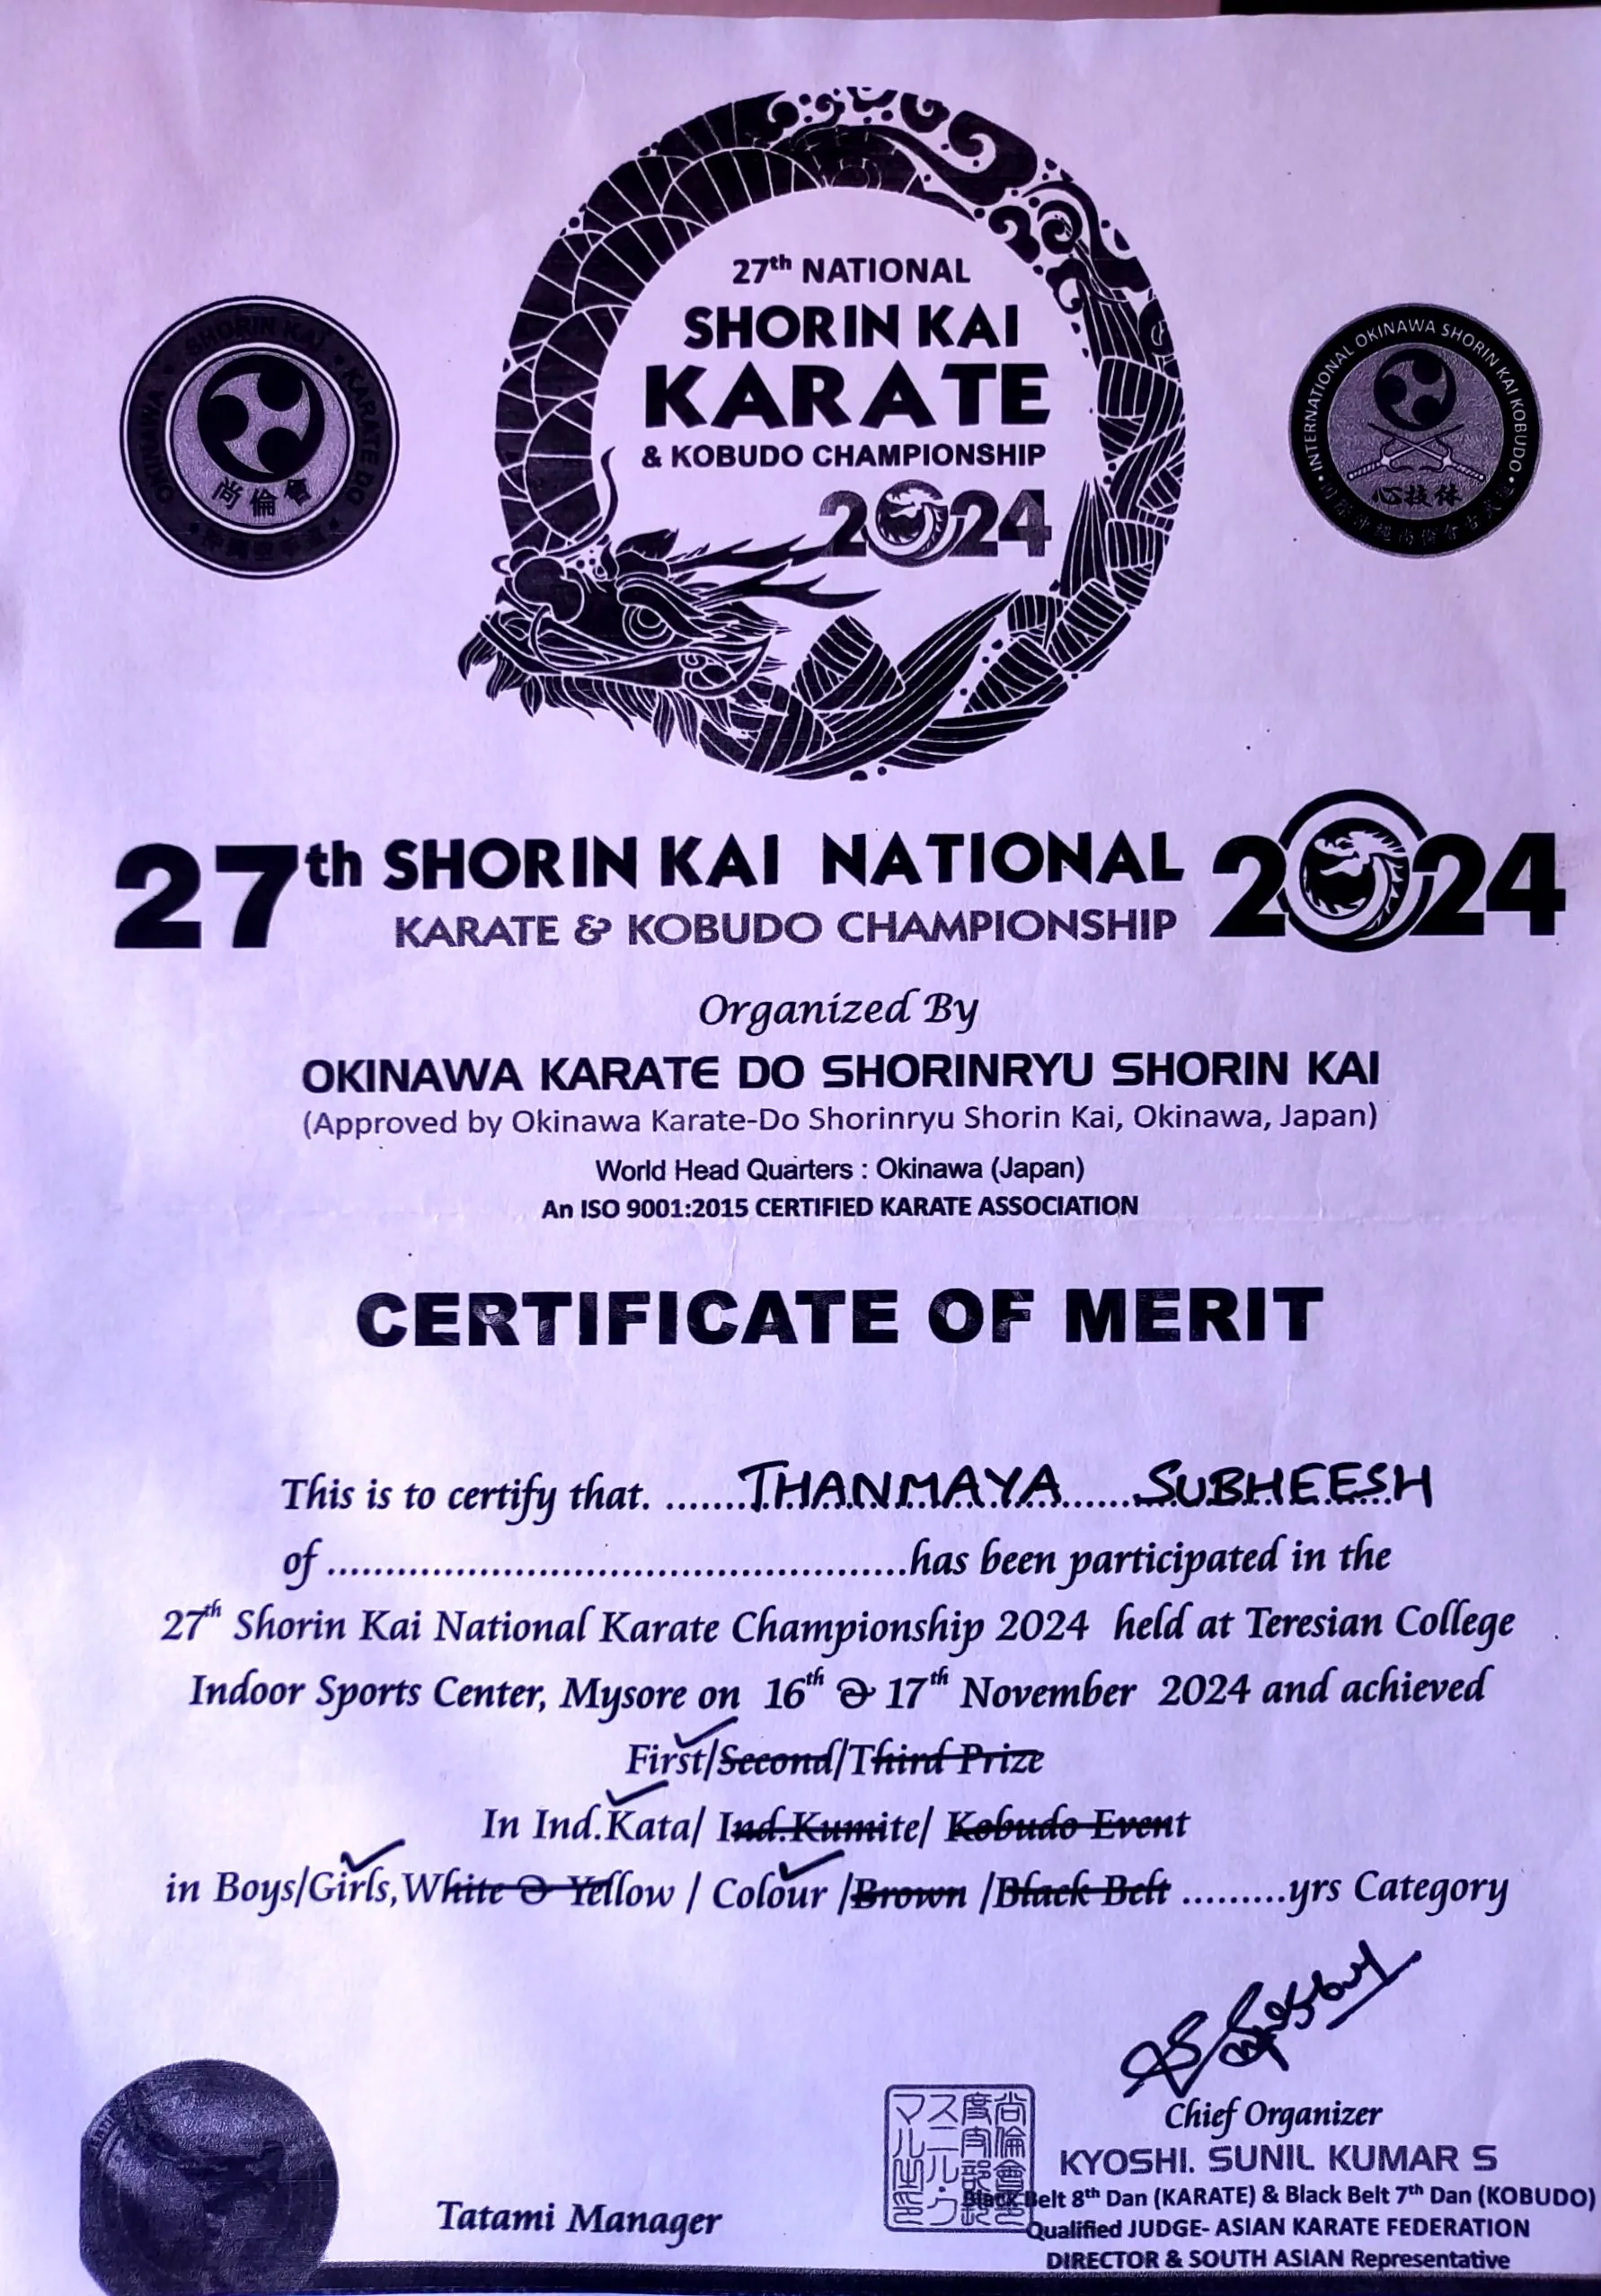 27th NATIONAL
SHORIN KAI
KARATE
& KOBUDO CHAMPIONSHIP
2024
OKINAWA • SHORIN KAI • KARATE DO
尚倫會
INTERNATIONAL OKINAWA SHORIN KAI KOBUDO
心技体
27th SHORIN KAI NATIONAL 2024
KARATE & KOBUDO CHAMPIONSHIP
Organized By
OKINAWA KARATE DO SHORINRYU SHORIN KAI
(Approved by Okinawa Karate-Do Shorinryu Shorin Kai, Okinawa, Japan)
World Head Quarters : Okinawa (Japan)
An ISO 9001:2015 CERTIFIED KARATE ASSOCIATION
CERTIFICATE OF MERIT
This is to certify that. .......THANMAYA SUBHEESH
of ..................................................has been participated in the
27th Shorin Kai National Karate Championship 2024 held at Teresian College
Indoor Sports Center, Mysore on 16th & 17th November 2024 and achieved
First/Second/Third Prize
In Ind.Kata/ Ind.Kumite/ Kobudo Event
in Boys/Girls,White & Yellow / Colour /Brown /Black Belt .........yrs Category
Chief Organizer
KYOSHI. SUNIL KUMAR S
Black Belt 8th Dan (KARATE) & Black Belt 7th Dan (KOBUDO)
Qualified JUDGE- ASIAN KARATE FEDERATION
DIRECTOR & SOUTH ASIAN Representative
Tatami Manager